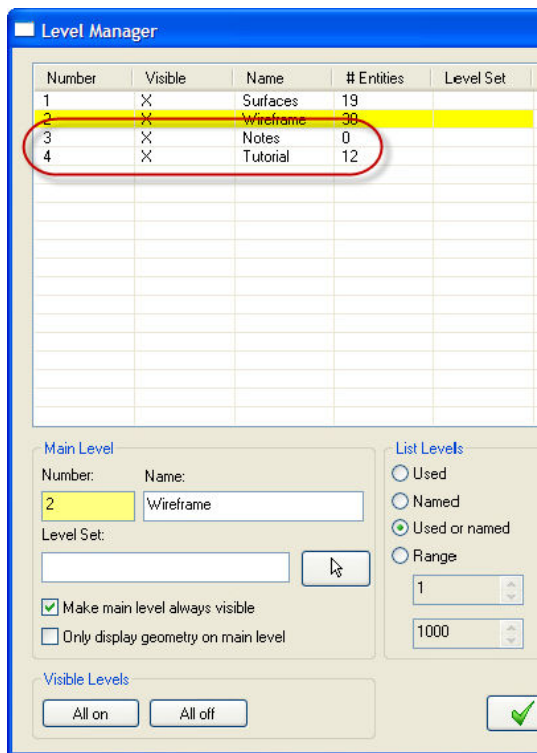 Level Manager
Number Visible Name # Entities Level Set
1 X Surfaces 19
2 X Wireframe 38
3 X Notes 0
4 X Tutorial 12
Main Level
Number: Name:
2 Wireframe
Level Set:
Make main level always visible
Only display geometry on main level
List Levels
Used
Named
Used or named
Range
1
1000
Visible Levels
All on All off